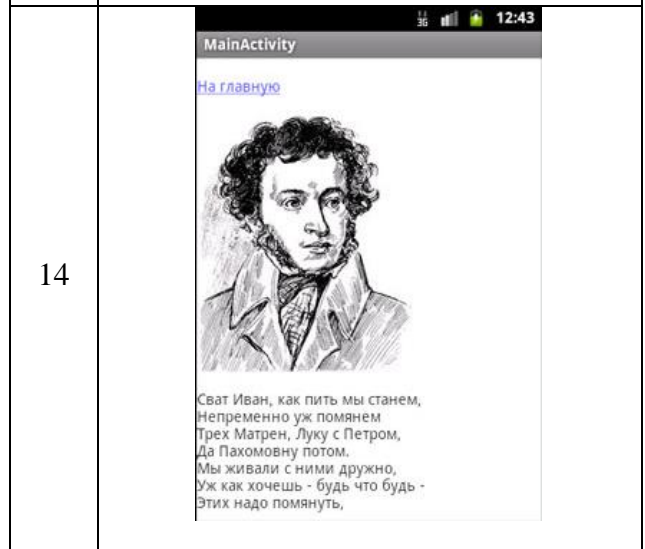 3G 12:43
MainActivity
На главную
14
Сват Иван, как пить мы станем,
Непременно уж помянем
Трех Матрен, Луку с Петром,
Да Пахомовну потом.
Мы живали с ними дружно,
Уж как хочешь - будь что будь -
Этих надо помянуть,